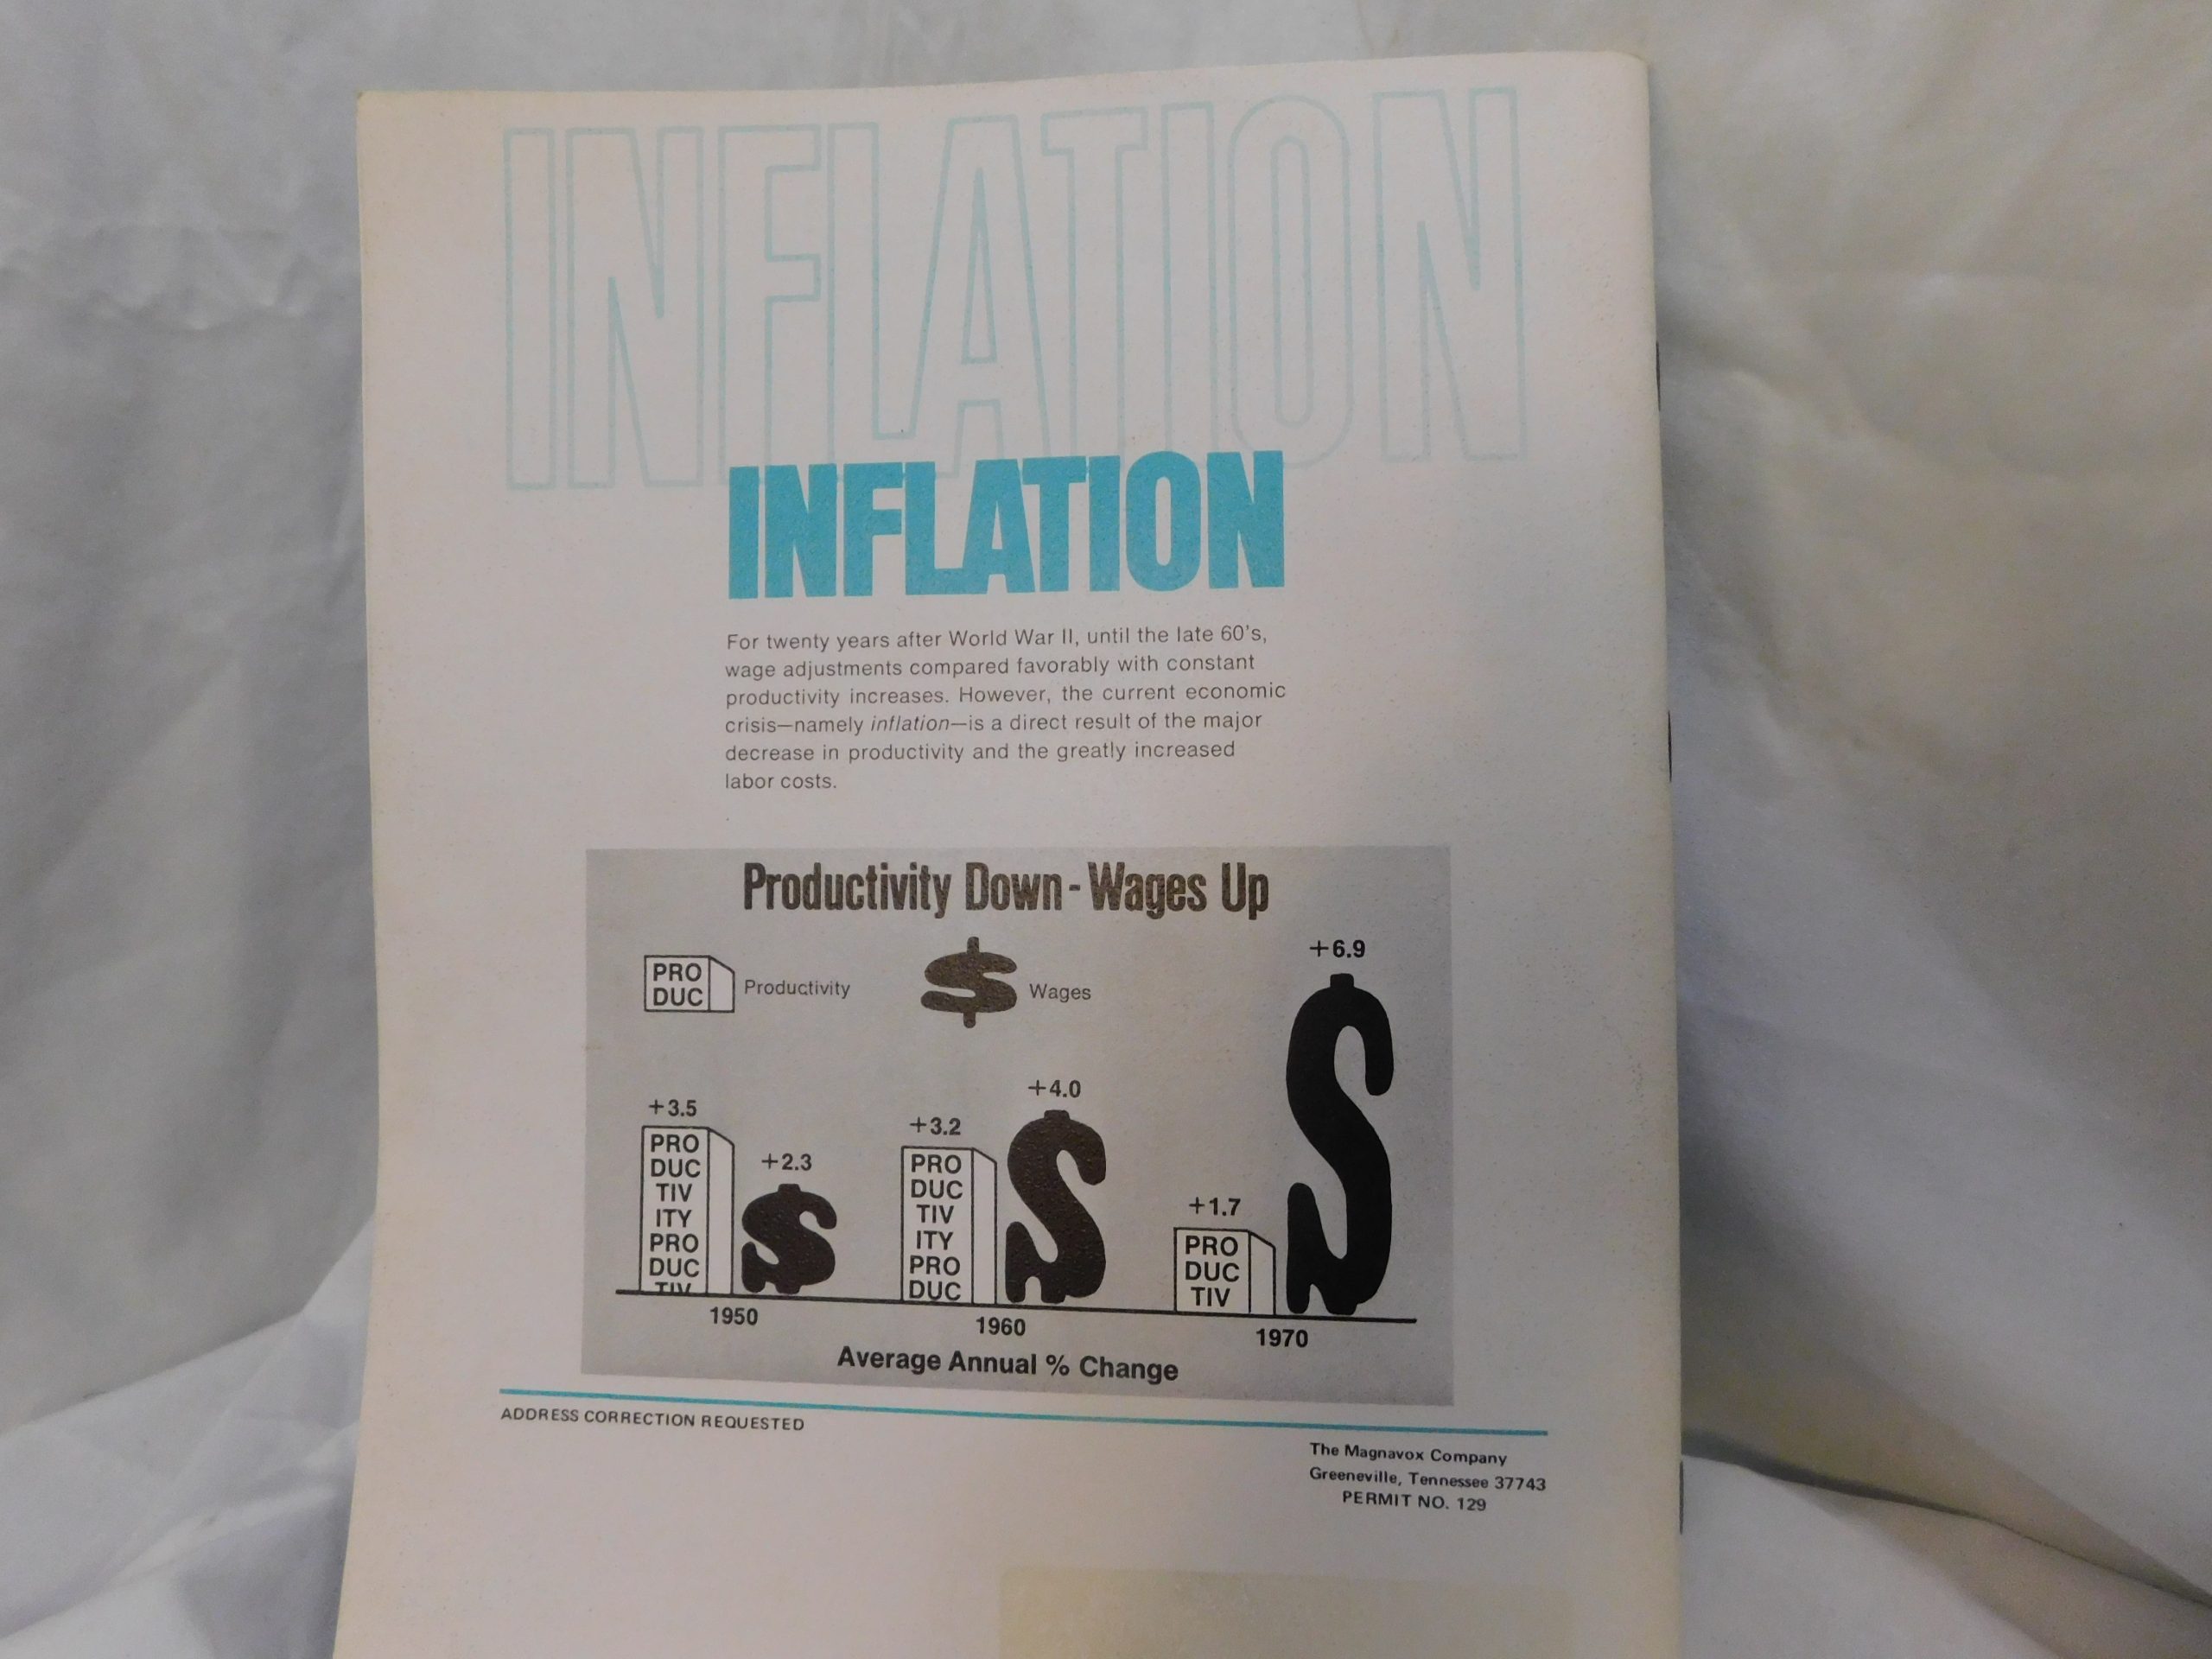 INFLATION
INFLATION
For twenty years after World War II, until the late 60's,
wage adjustments compared favorably with constant
productivity increases. However, the current economic
crisis—namely inflation—is a direct result of the major
decrease in productivity and the greatly increased
labor costs.
Productivity Down - Wages Up
PRO
DUC
Productivity
$ Wages
+6.9
+4.0
+3.5
+3.2
+2.3
+1.7
PRO
DUC
TIV
ITY
PRO
DUC
TIV
$
PRO
DUC
TIV
ITY
PRO
DUC
$
PRO
DUC
TIV
$
1950
1960
1970
Average Annual % Change
ADDRESS CORRECTION REQUESTED
The Magnavox Company
Greeneville, Tennessee 37743
PERMIT NO. 129